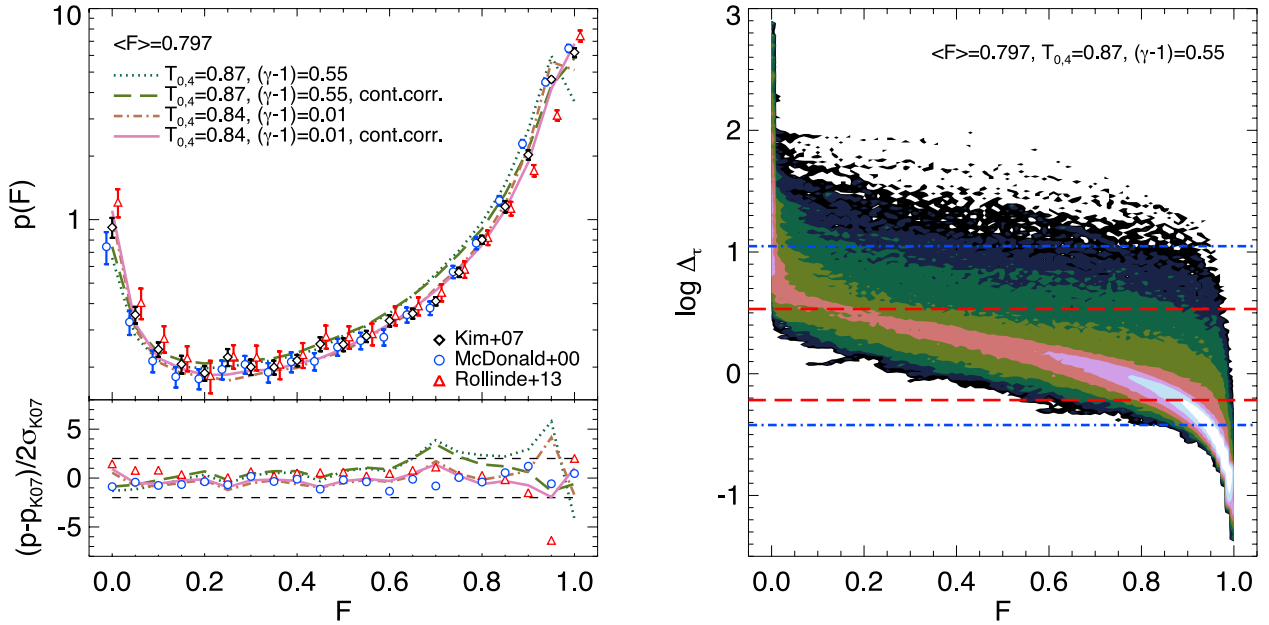 10
1
p(F)
<F>=0.797
T0,4=0.87, (γ-1)=0.55
T0,4=0.87, (γ-1)=0.55, cont.corr.
T0,4=0.84, (γ-1)=0.01
T0,4=0.84, (γ-1)=0.01, cont.corr.
Kim+07
McDonald+00
Rollinde+13
(p-pK07)/2σK07
5
0
-5
0.0 0.2 0.4 0.6 0.8 1.0
F
<F>=0.797, T0,4=0.87, (γ-1)=0.55
log Δτ
3
2
1
0
-1
0.0 0.2 0.4 0.6 0.8 1.0
F